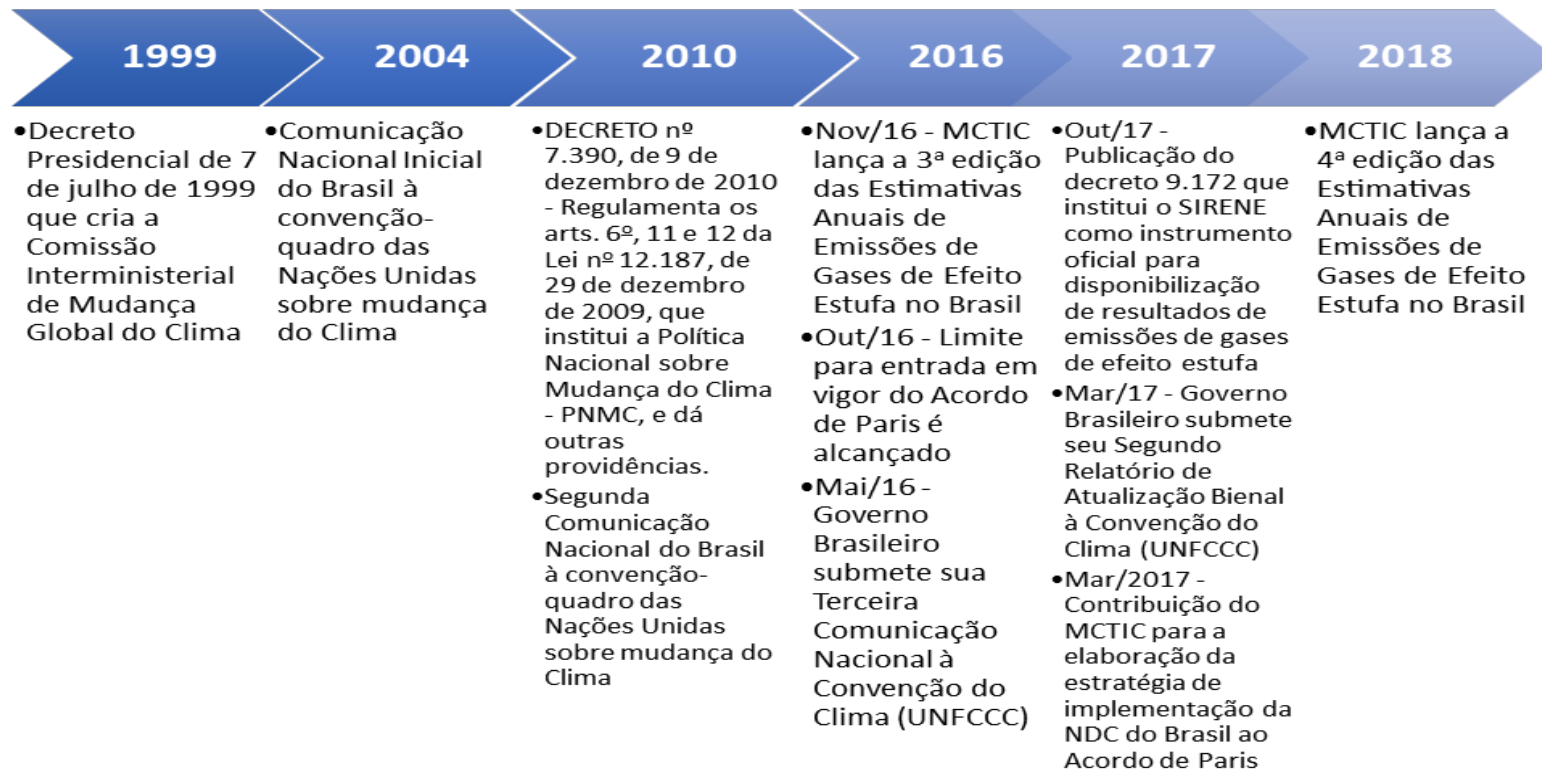 1999
2004
2010
2016
2017
2018
•Decreto
Presidencial de 7
de julho de 1999
que cria a
Comissão
Interministerial
de Mudança
Global do Clima
•Comunicação
Nacional Inicial
do Brasil à
convenção-
quadro das
Nações Unidas
sobre mudança
do Clima
•DECRETO nº
7.390, de 9 de
dezembro de 2010
- Regulamenta os
arts. 6º, 11 e 12 da
Lei nº 12.187, de
29 de dezembro
de 2009, que
institui a Política
Nacional sobre
Mudança do Clima
- PNMC, e dá
outras
providências.
•Segunda
Comunicação
Nacional do Brasil
à convenção-
quadro das
Nações Unidas
sobre mudança do
Clima
•Nov/16 - MCTIC
lança a 3ª edição
das Estimativas
Anuais de
Emissões de
Gases de Efeito
Estufa no Brasil
•Out/16 - Limite
para entrada em
vigor do Acordo
de Paris é
alcançado
•Mai/16 -
Governo
Brasileiro
submete sua
Terceira
Comunicação
Nacional à
Convenção do
Clima (UNFCCC)
•Out/17 -
Publicação do
decreto 9.172 que
institui o SIRENE
como instrumento
oficial para
disponibilização
de resultados de
emissões de gases
de efeito estufa
•Mar/17 - Governo
Brasileiro submete
seu Segundo
Relatório de
Atualização Bienal
à Convenção do
Clima (UNFCCC)
•Mar/2017 -
Contribuição do
MCTIC para a
elaboração da
estratégia de
implementação da
NDC do Brasil ao
Acordo de Paris
•MCTIC lança a
4ª edição das
Estimativas
Anuais de
Emissões de
Gases de Efeito
Estufa no Brasil